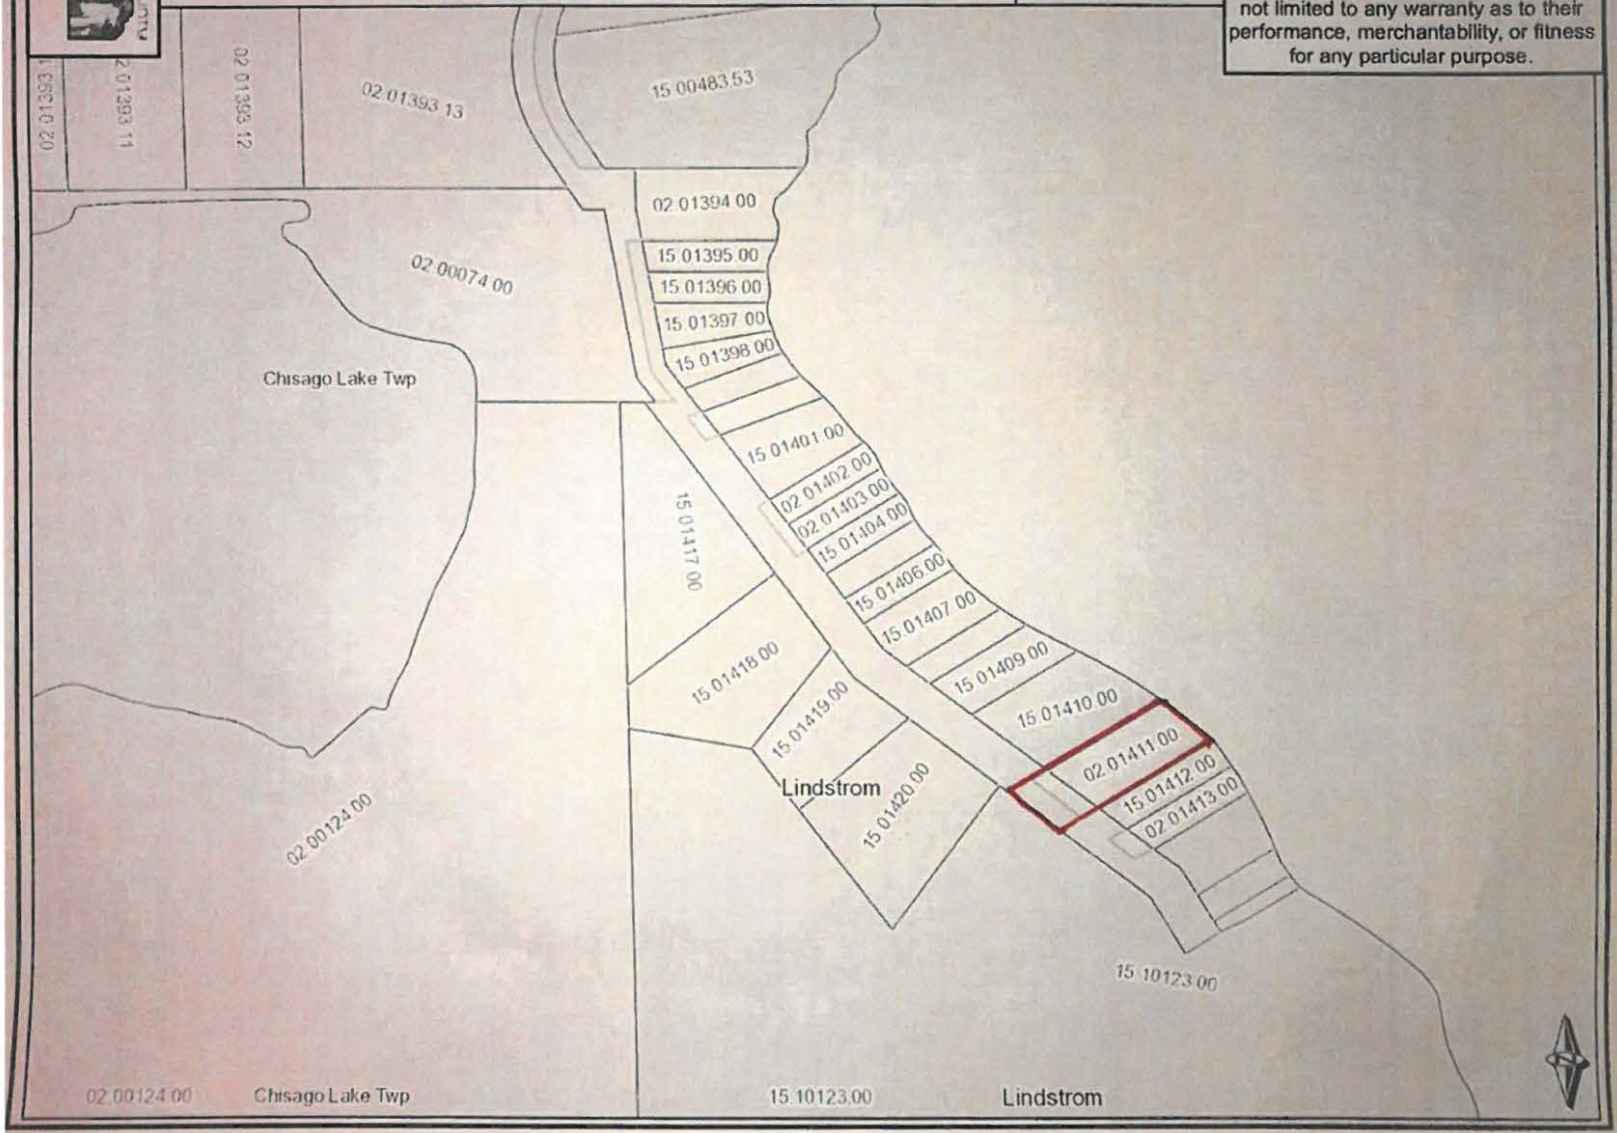 not limited to any warranty as to their
performance, merchantability, or fitness
for any particular purpose.
15 00483.53
02 01393 11
02 01393 12
02 01393 13
02 01394 00
15 01395 00
02 00074 00
15 01396 00
15 01397 00
15 01398 00
Chisago Lake Twp
15 01401 00
02 01402 00
02 01403 00
15 01404 00
15 01417 00
15 01406.00
15 01407 00
15 01418 00
15 01409 00
15 01419 00
15 01410 00
02 01411 00
Lindstrom
15 01412 00
15 01420 00
02 01413 00
02 00124 00
15 10123 00
02 00124 00
Chisago Lake Twp
15 10123.00
Lindstrom